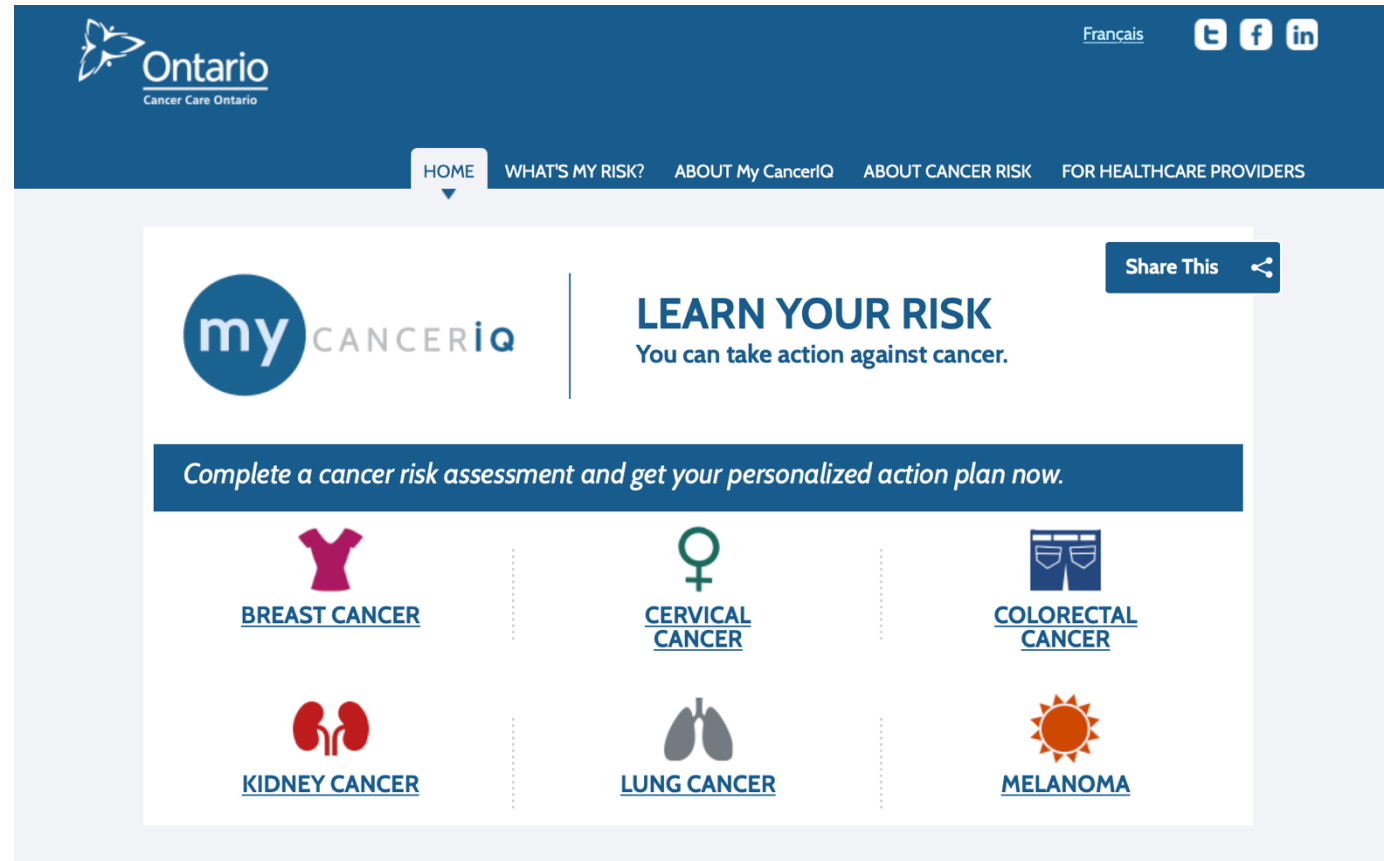 Ontario
Cancer Care Ontario
Français
HOME
WHAT'S MY RISK?
ABOUT My CancerIQ
ABOUT CANCER RISK
FOR HEALTHCARE PROVIDERS
Share This
my CANCERiQ
LEARN YOUR RISK
You can take action against cancer.
Complete a cancer risk assessment and get your personalized action plan now.
BREAST CANCER
CERVICAL
CANCER
COLORECTAL
CANCER
KIDNEY CANCER
LUNG CANCER
MELANOMA